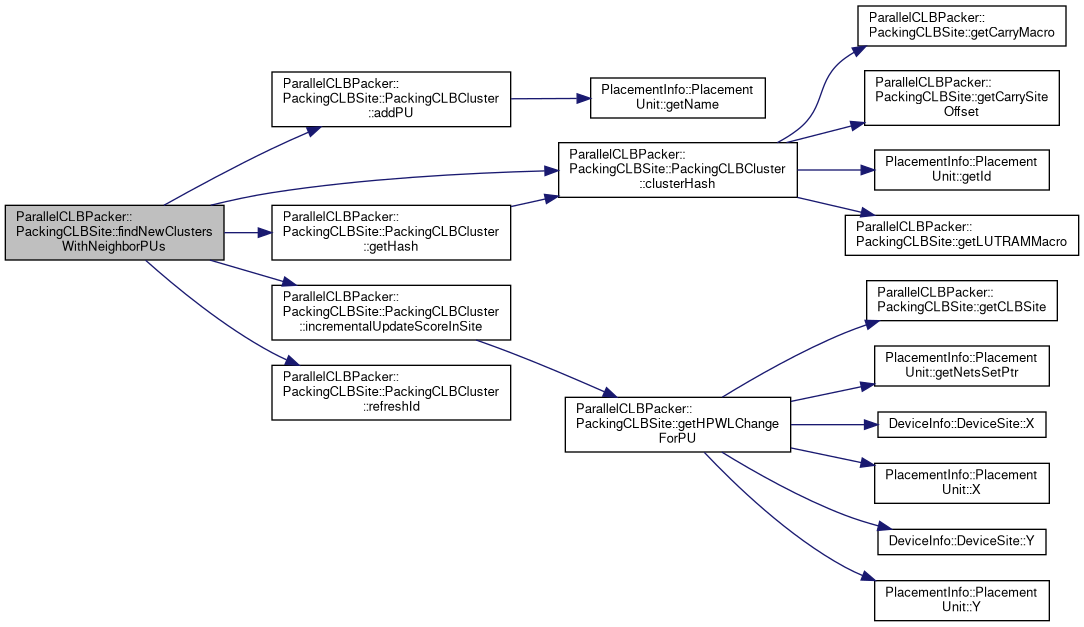 ParallelCLBPacker::
PackingCLBSite::findNewClusters
WithNeighborPUs
ParallelCLBPacker::
PackingCLBSite::PackingCLBCluster
::addPU
PlacementInfo::Placement
Unit::getName
ParallelCLBPacker::
PackingCLBSite::PackingCLBCluster
::clusterHash
ParallelCLBPacker::
PackingCLBSite::getCarryMacro
ParallelCLBPacker::
PackingCLBSite::getCarrySite
Offset
PlacementInfo::Placement
Unit::getId
ParallelCLBPacker::
PackingCLBSite::getLUTRAMMacro
ParallelCLBPacker::
PackingCLBSite::PackingCLBCluster
::getHash
ParallelCLBPacker::
PackingCLBSite::PackingCLBCluster
::incrementalUpdateScoreInSite
ParallelCLBPacker::
PackingCLBSite::PackingCLBCluster
::refreshId
ParallelCLBPacker::
PackingCLBSite::getHPWLChange
ForPU
ParallelCLBPacker::
PackingCLBSite::getCLBSite
PlacementInfo::Placement
Unit::getNetsSetPtr
DeviceInfo::DeviceSite::X
PlacementInfo::Placement
Unit::X
DeviceInfo::DeviceSite::Y
PlacementInfo::Placement
Unit::Y